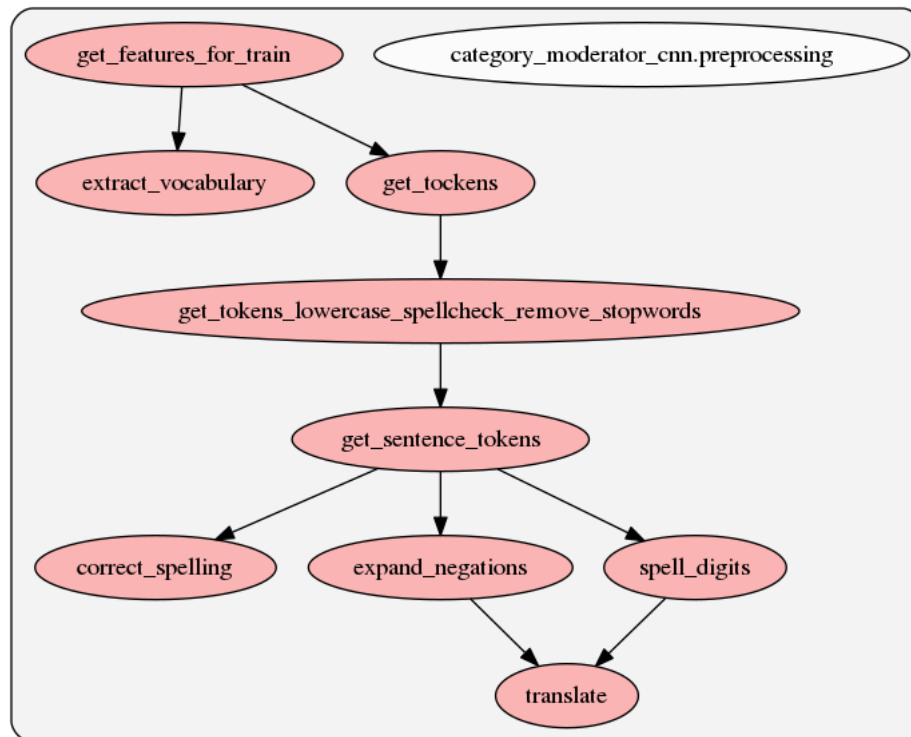 get_features_for_train
category_moderator_cnn.preprocessing
extract_vocabulary
get_tockens
get_tokens_lowercase_spellcheck_remove_stopwords
get_sentence_tokens
correct_spelling
expand_negations
spell_digits
translate